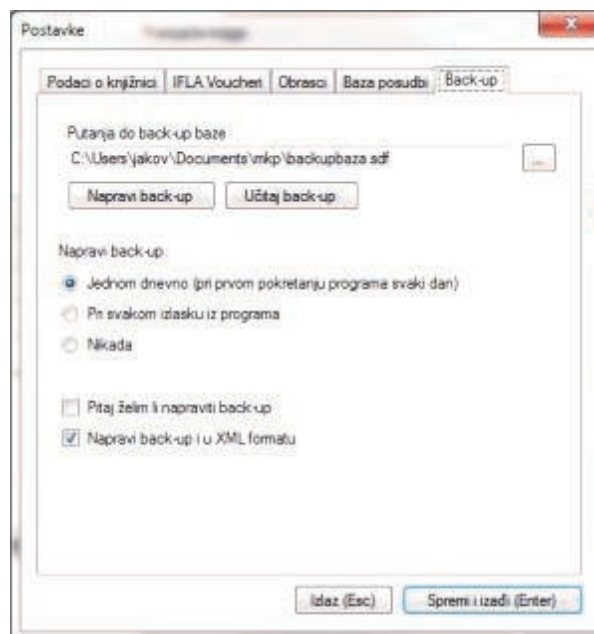 Postavke
Podaci o knjižnici IFLA Voucheri Obrasci Baza posudbi Back-up
Putanja do back-up baze
C:\Users\jakov\Documents\mkp\backupbaza.sdf
...
Napravi back-up Učitaj back-up
Napravi back-up:
Jednom dnevno (pri prvom pokretanju programa svaki dan)
Pri svakom izlasku iz programa
Nikada
Pitaj želim li napraviti back-up
Napravi back-up i u XML formatu
Izlaz (Esc) Spremi i izađi (Enter)